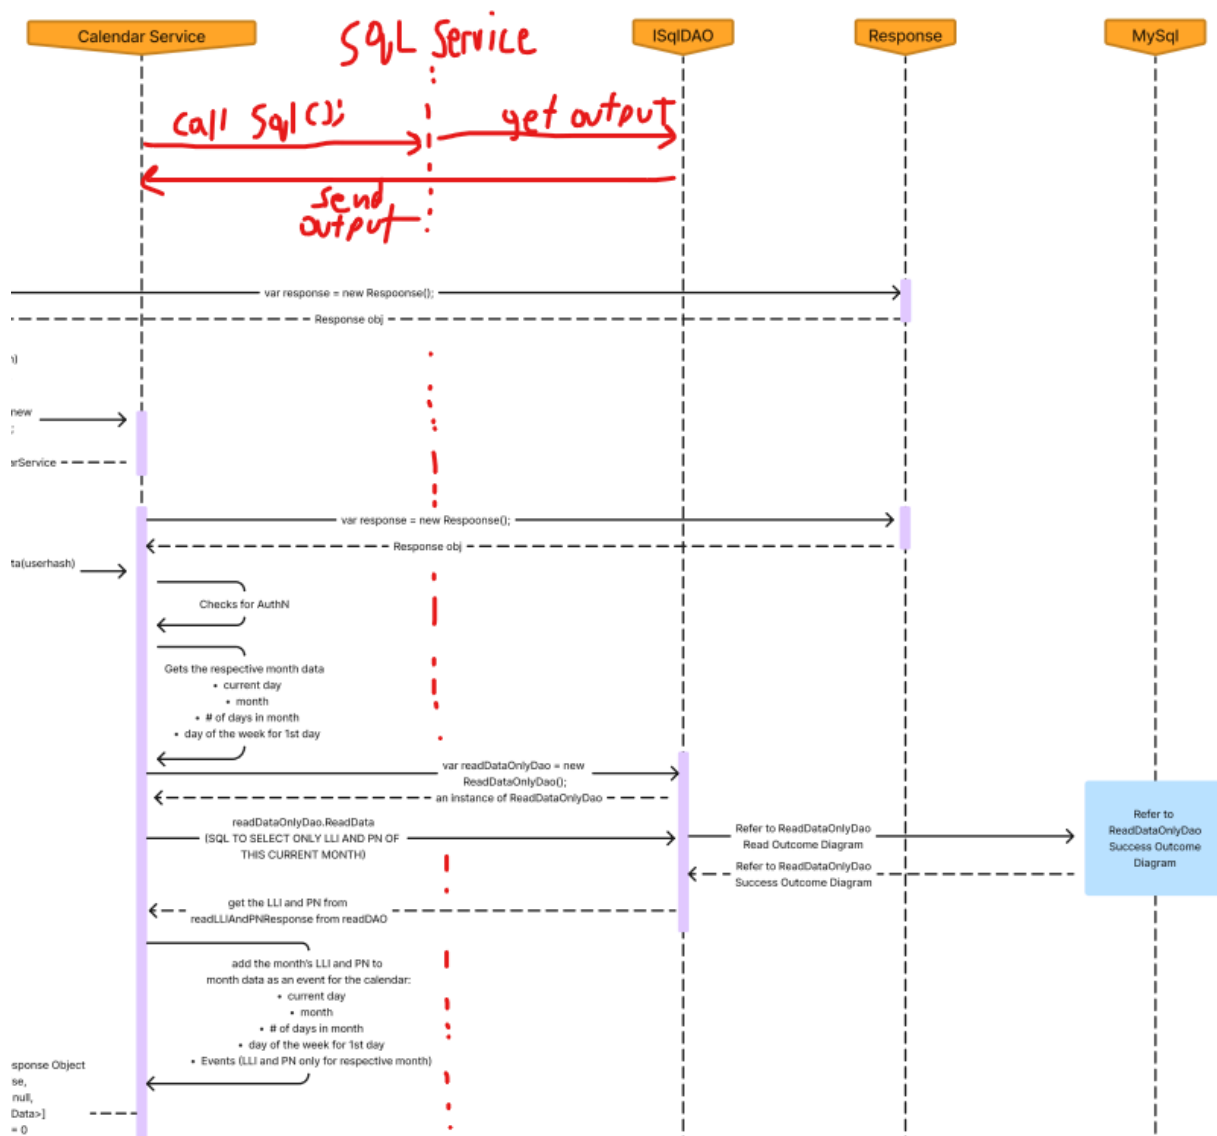 Calendar Service
SQL Service
ISqlDAO
Response
MySql
call Sql();
get output
send
output
var response = new Respoonse();
Response obj
new
;
arService
var response = new Respoonse();
Response obj
ta(userhash)
Checks for AuthN
Gets the respective month data
• current day
• month
• # of days in month
• day of the week for 1st day
var readDataOnlyDao = new
ReadDataOnlyDao();
an instance of ReadDataOnlyDao
readDataOnlyDao.ReadData
(SQL TO SELECT ONLY LLI AND PN OF
THIS CURRENT MONTH)
Refer to ReadDataOnlyDao
Read Outcome Diagram
Refer to ReadDataOnlyDao
Success Outcome Diagram
Refer to
ReadDataOnlyDao
Success Outcome
Diagram
get the LLI and PN from
readLLIAndPNResponse from readDAO
add the month's LLI and PN to
month data as an event for the calendar:
• current day
• month
• # of days in month
• day of the week for 1st day
• Events (LLI and PN only for respective month)
sponse Object
se,
null,
Data>]
= 0